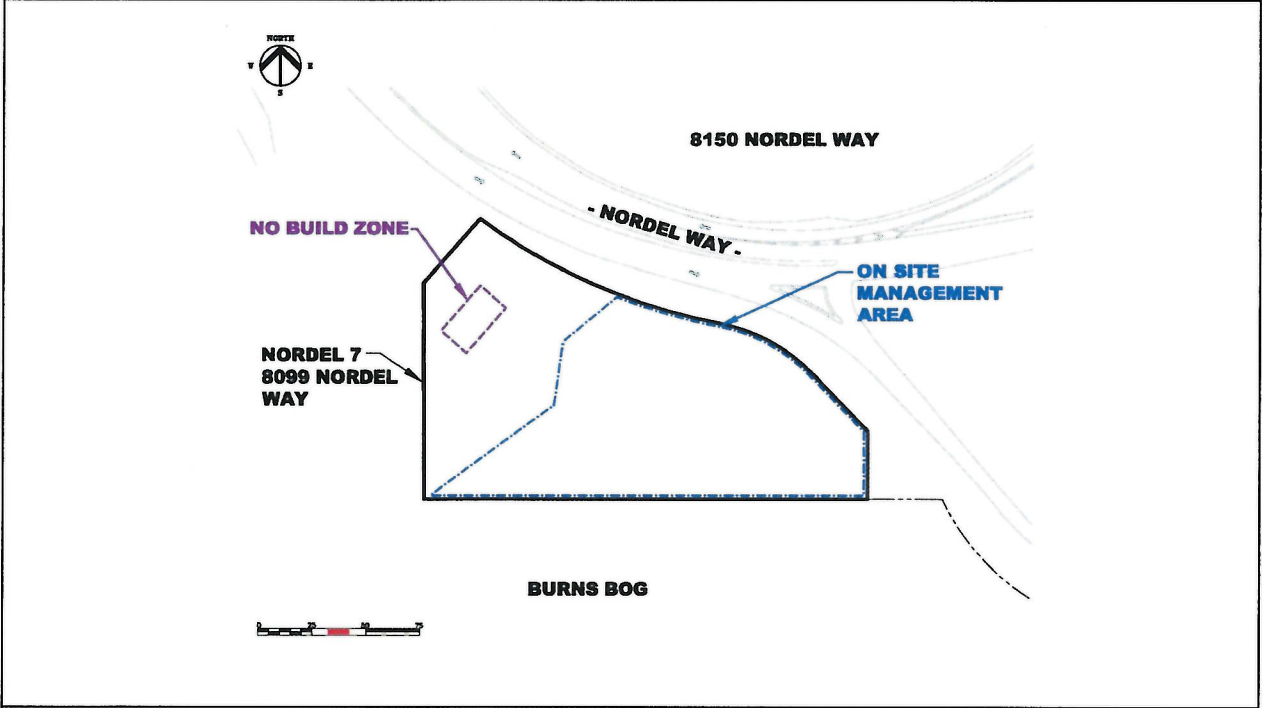 NORTH
W E
S
8150 NORDEL WAY
- NORDEL WAY -
NO BUILD ZONE
ON SITE
MANAGEMENT
AREA
NORDEL 7
8099 NORDEL
WAY
BURNS BOG
0 25 50 75